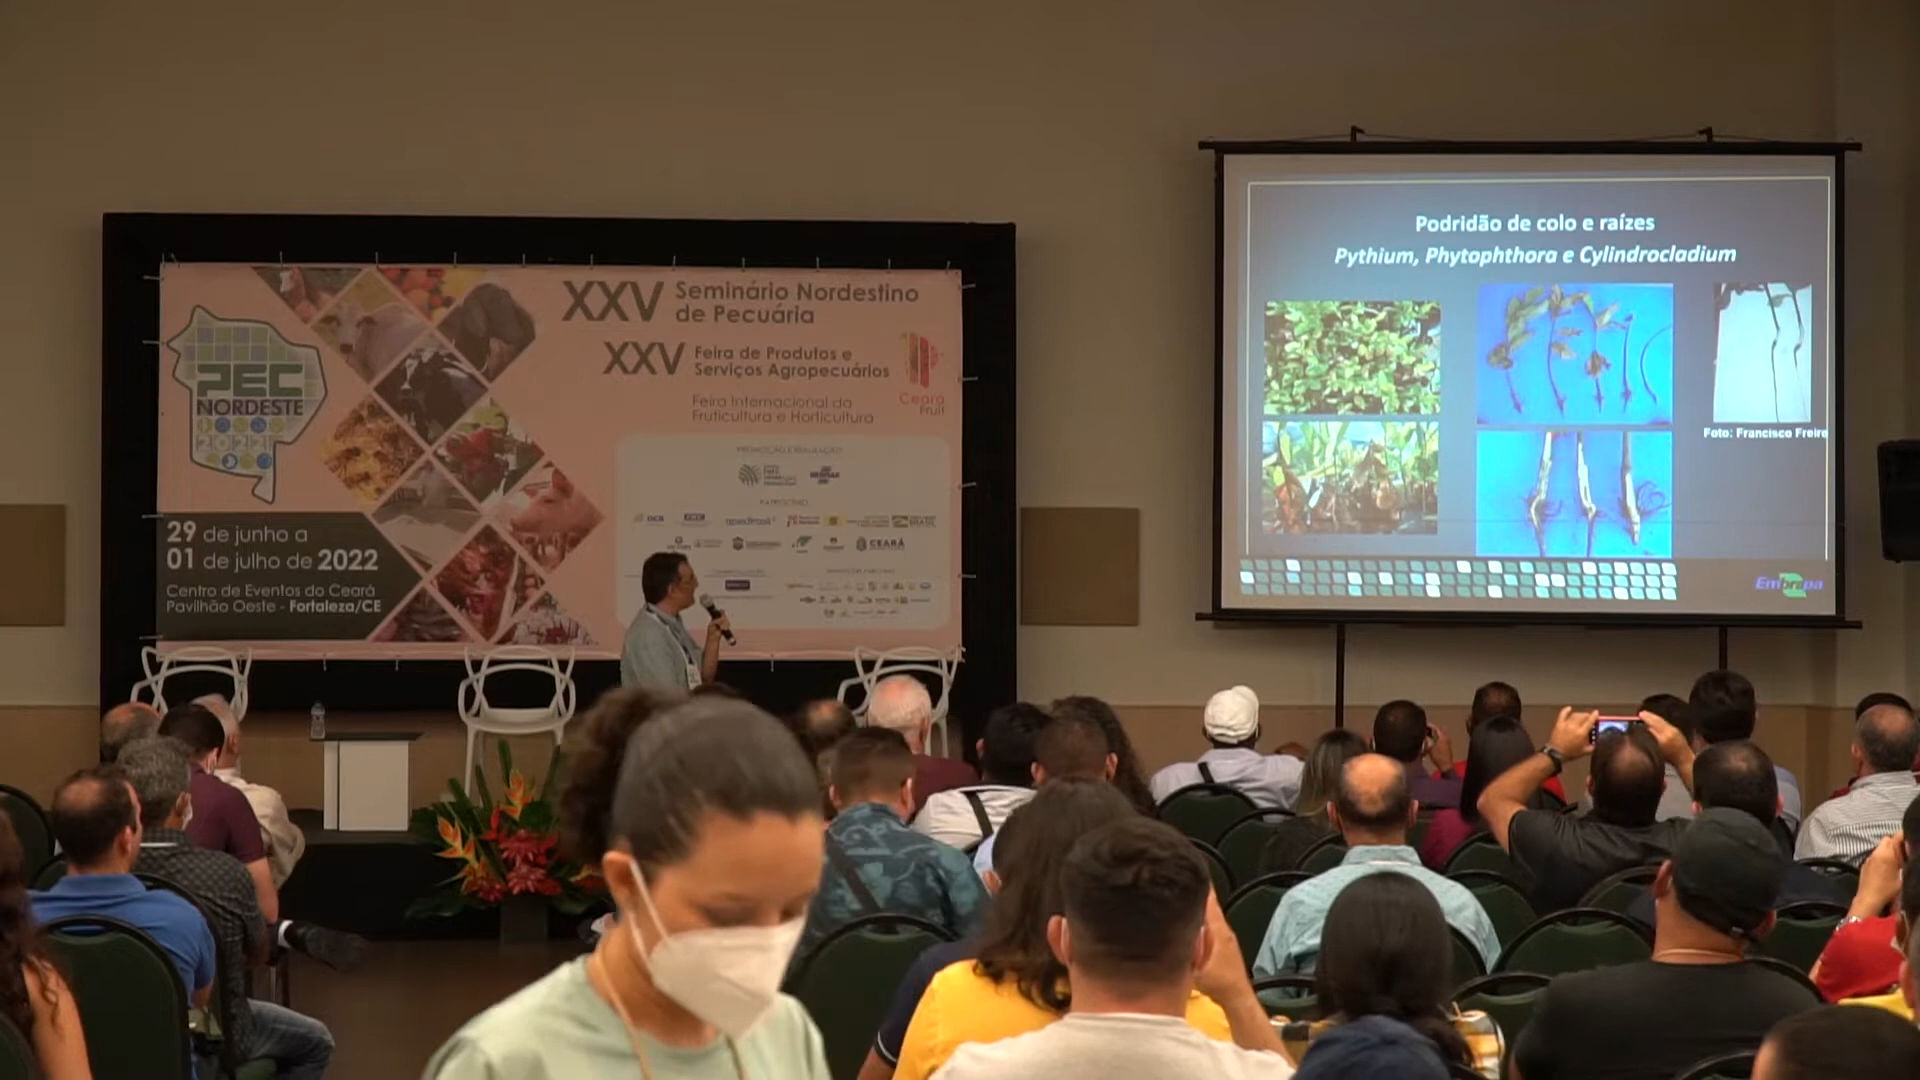 XXV Seminário Nordestino
de Pecuária
XXV Feira de Produtos e
Serviços Agropecuários
Ceará
Fruit
Feira Internacional da
Fruticultura e Horticultura
PEC
NORDESTE
2022
29 de junho a
01 de julho de 2022
Centro de Eventos do Ceará
Pavilhão Oeste - Fortaleza/CE
PATROCÍNIO
CEARÁ
Podridão de colo e raízes
Pythium, Phytophthora e Cylindrocladium
Foto: Francisco Freire
Embrapa